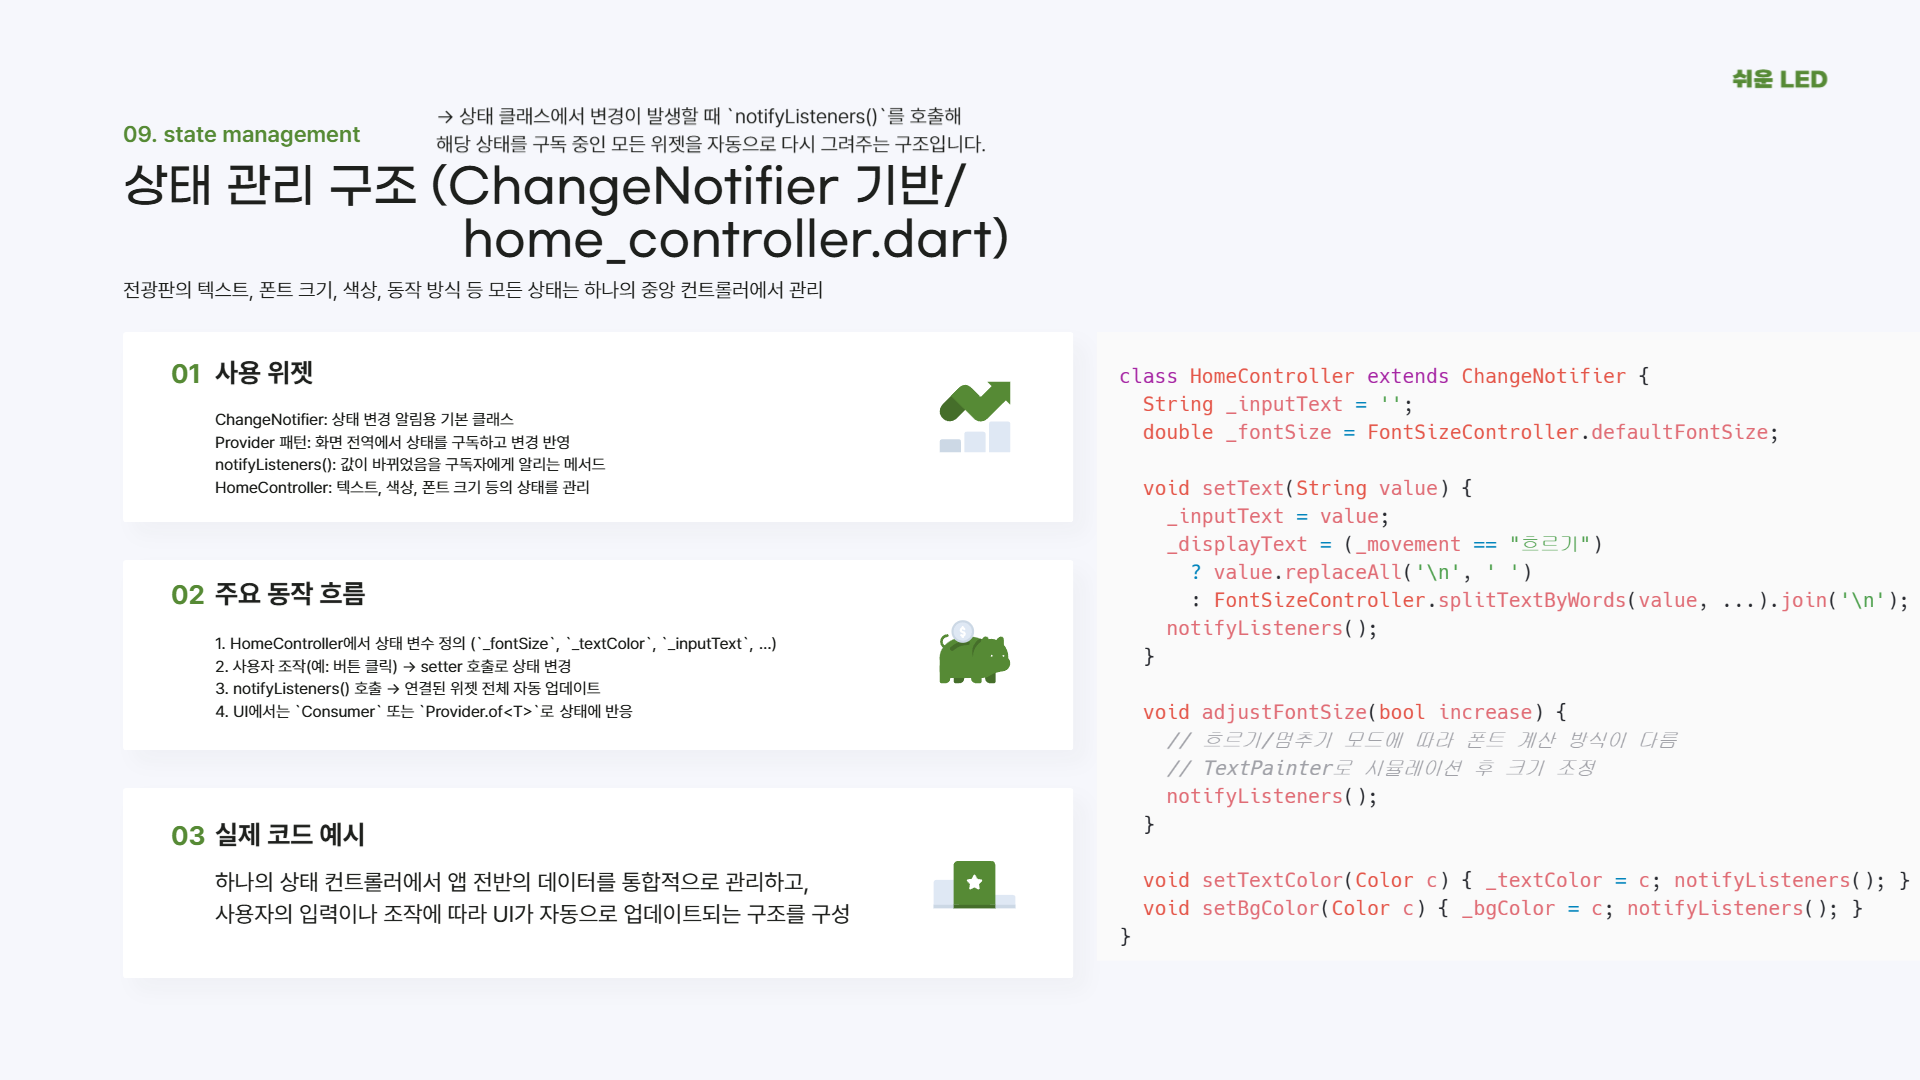 쉬운 LED
09. state management
→ 상태 클래스에서 변경이 발생할 때 `notifyListeners()`를 호출해
해당 상태를 구독 중인 모든 위젯을 자동으로 다시 그려주는 구조입니다.
상태 관리 구조 (ChangeNotifier 기반/
home_controller.dart)
전광판의 텍스트, 폰트 크기, 색상, 동작 방식 등 모든 상태는 하나의 중앙 컨트롤러에서 관리
01 사용 위젯
ChangeNotifier: 상태 변경 알림용 기본 클래스
Provider 패턴: 화면 전역에서 상태를 구독하고 변경 반영
notifyListeners(): 값이 바뀌었음을 구독자에게 알리는 메서드
HomeController: 텍스트, 색상, 폰트 크기 등의 상태를 관리
02 주요 동작 흐름
1. HomeController에서 상태 변수 정의 (`_fontSize`, `_textColor`, `_inputText`, ...)
2. 사용자 조작(예: 버튼 클릭) → setter 호출로 상태 변경
3. notifyListeners() 호출 → 연결된 위젯 전체 자동 업데이트
4. UI에서는 `Consumer` 또는 `Provider.of<T>`로 상태에 반응
$
03 실제 코드 예시
하나의 상태 컨트롤러에서 앱 전반의 데이터를 통합적으로 관리하고,
사용자의 입력이나 조작에 따라 UI가 자동으로 업데이트되는 구조를 구성
class HomeController extends ChangeNotifier {
  String _inputText = '';
  double _fontSize = FontSizeController.defaultFontSize;
  void setText(String value) {
    _inputText = value;
    _displayText = (_movement == "흐르기")
      ? value.replaceAll('\n', ' ')
      : FontSizeController.splitTextByWords(value, ...).join('\n');
    notifyListeners();
  }
  void adjustFontSize(bool increase) {
    // 흐르기/멈추기 모드에 따라 폰트 계산 방식이 다름
    // TextPainter로 시뮬레이션 후 크기 조정
    notifyListeners();
  }
  void setTextColor(Color c) { _textColor = c; notifyListeners(); }
  void setBgColor(Color c) { _bgColor = c; notifyListeners(); }
}